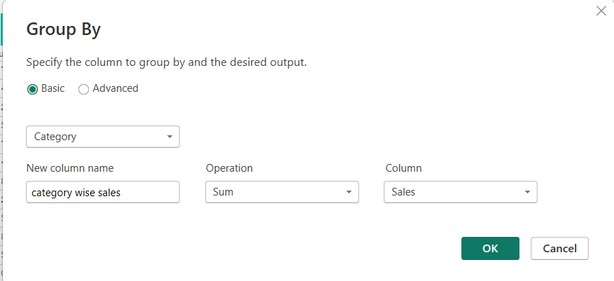 Group By
Specify the column to group by and the desired output.
Basic Advanced
Category
New column name Operation Column
category wise sales Sum Sales
OK Cancel